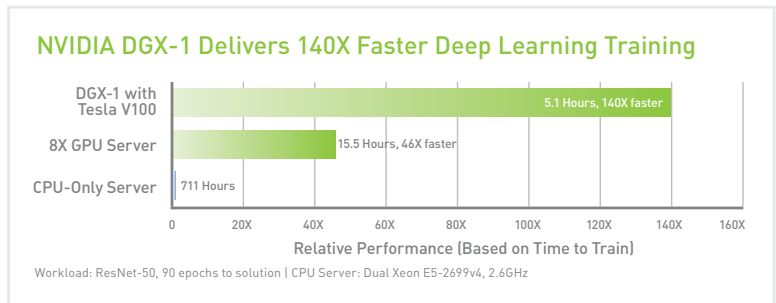 NVIDIA DGX-1 Delivers 140X Faster Deep Learning Training
DGX-1 with
Tesla V100
5.1 Hours, 140X faster
8X GPU Server
15.5 Hours, 46X faster
CPU-Only Server
711 Hours
0 20X 40X 60X 80X 100X 120X 140X 160X
Relative Performance (Based on Time to Train)
Workload: ResNet-50, 90 epochs to solution | CPU Server: Dual Xeon E5-2699v4, 2.6GHz